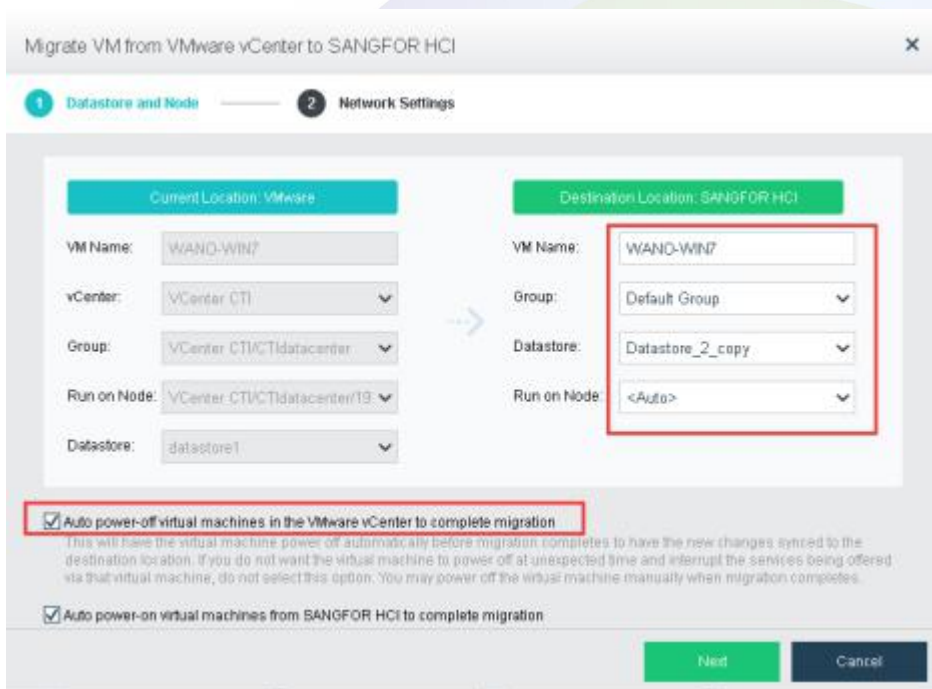 Migrate VM from VMware vCenter to SANGFOR HCI
1 Datastore and Node 2 Network Settings
Current Location: VMware
Destination Location: SANGFOR HCI
VM Name: WANO-WIN7
VM Name: WANO-WIN7
vCenter: VCenter CTI
Group: Default Group
Group: VCenter CTI/CTIdatacenter
Datastore: Datastore_2_copy
Run on Node: VCenter CTI/CTIdatacenter/19
Run on Node: <Auto>
Datastore: datastore1
Auto power-off virtual machines in the VMware vCenter to complete migration
This will have the virtual machine power off automatically before migration completes to have the new changes synced to the
destination location. If you do not want the virtual machine to power off at unexpected time and interrupt the services being offered
via that virtual machine, do not select this option. You may power off the virtual machine manually when migration completes.
Auto power-on virtual machines from SANGFOR HCI to complete migration
Next Cancel